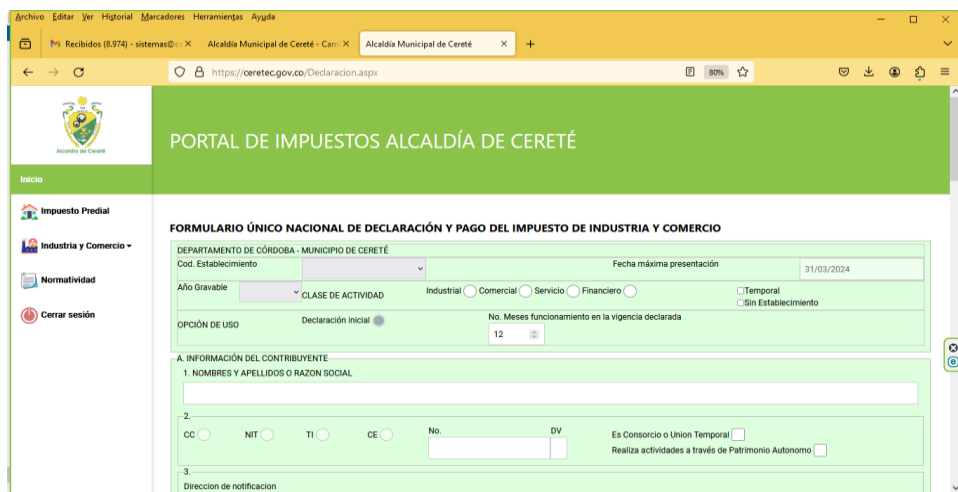 Archivo Editar Ver Historial Marcadores Herramientas Ayuda
Recibidos (8.974) - sistemas@c
Alcaldía Municipal de Cereté - Cam
Alcaldía Municipal de Cereté
https://ceretec.gov.co/Declaracion.aspx
80%
Alcaldía de Cereté
PORTAL DE IMPUESTOS ALCALDÍA DE CERETÉ
Inicio
Impuesto Predial
Industria y Comercio
Normatividad
Cerrar sesión
FORMULARIO ÚNICO NACIONAL DE DECLARACIÓN Y PAGO DEL IMPUESTO DE INDUSTRIA Y COMERCIO
DEPARTAMENTO DE CÓRDOBA - MUNICIPIO DE CERETÉ
Cod. Establecimiento
Fecha máxima presentación
31/03/2024
Año Gravable
CLASE DE ACTIVIDAD
Industrial Comercial Servicio Financiero
Temporal
Sin Establecimiento
OPCIÓN DE USO
Declaración inicial
No. Meses funcionamiento en la vigencia declarada
12
A. INFORMACIÓN DEL CONTRIBUYENTE
1. NOMBRES Y APELLIDOS O RAZON SOCIAL
2.
CC NIT TI CE
No.
DV
Es Consorcio o Union Temporal
Realiza actividades a través de Patrimonio Autonomo
3.
Direccion de notificacion